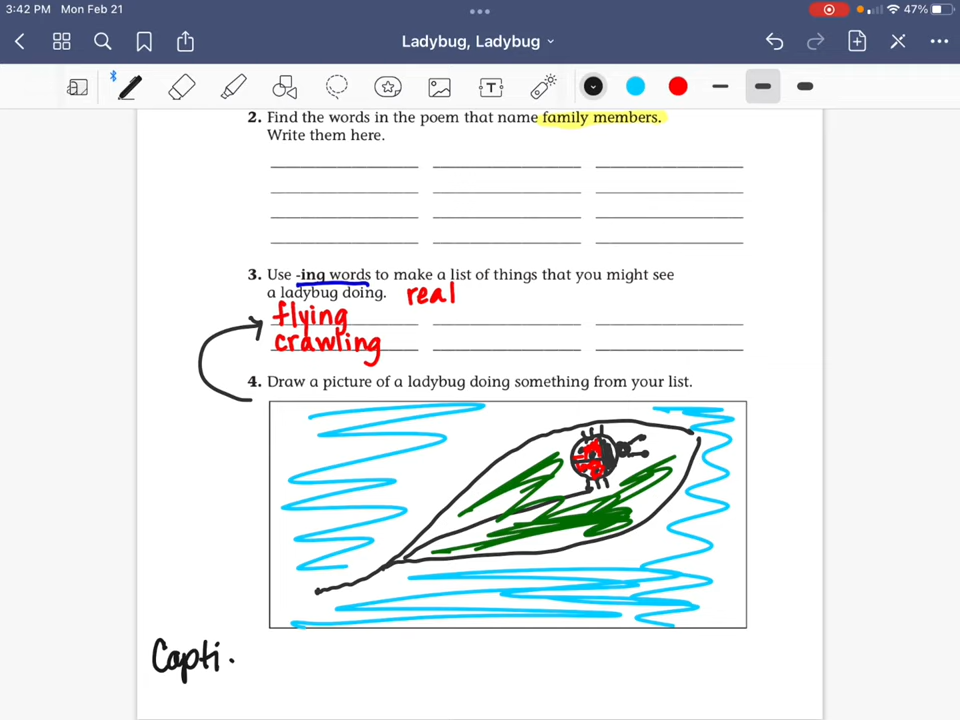 3:42 PM Mon Feb 21
47%
Ladybug, Ladybug
T
2. Find the words in the poem that name family members.
Write them here.
3. Use -ing words to make a list of things that you might see
a ladybug doing. real
flying
crawling
4. Draw a picture of a ladybug doing something from your list.
Capti.